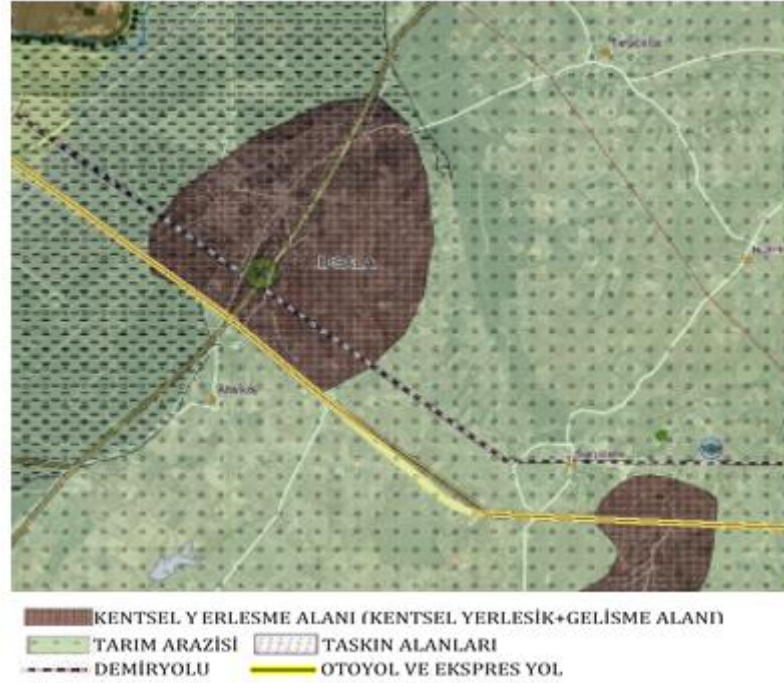 KENTSEL Y ERLESME ALANI (KENTSEL YERLESİK+GELİSME ALANI)
TARIM ARAZİSİ TASKIN ALANLARI
DEMİRYOLU OTOYOL VE EKSPRES YOL